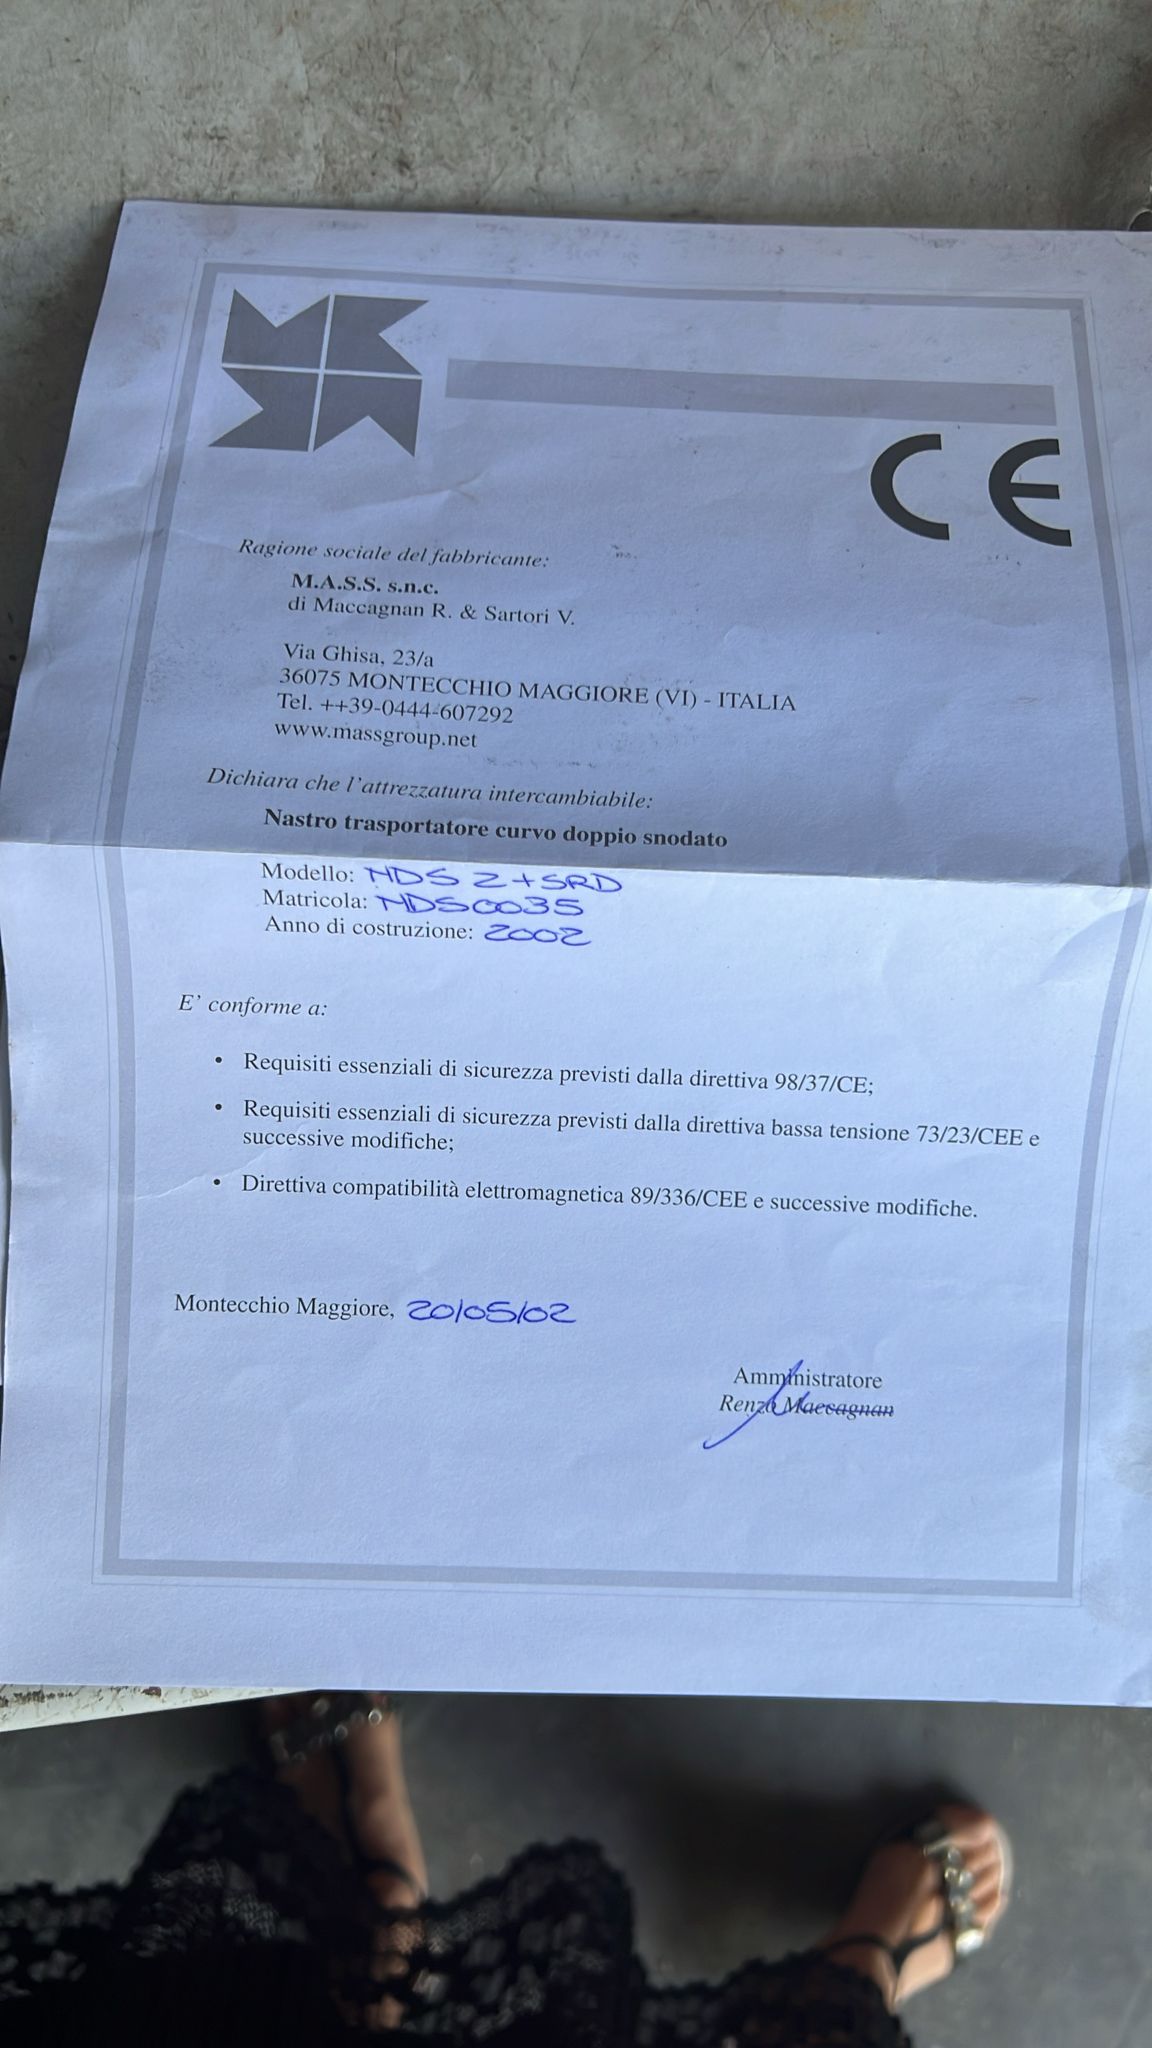 CE
Ragione sociale del fabbricante:
M.A.S.S. s.n.c.
di Maccagnan R. & Sartori V.
Via Ghisa, 23/a
36075 MONTECCHIO MAGGIORE (VI) - ITALIA
Tel. ++39-0444-607292
www.massgroup.net
Dichiara che l'attrezzatura intercambiabile:
Nastro trasportatore curvo doppio snodato
Modello: NDS 2+SRD
Matricola: NDS0035
Anno di costruzione: 2002
E' conforme a:
• Requisiti essenziali di sicurezza previsti dalla direttiva 98/37/CE;
• Requisiti essenziali di sicurezza previsti dalla direttiva bassa tensione 73/23/CEE e
successive modifiche;
• Direttiva compatibilità elettromagnetica 89/336/CEE e successive modifiche.
Montecchio Maggiore, 20/05/02
Amministratore
Renzo Maccagnan